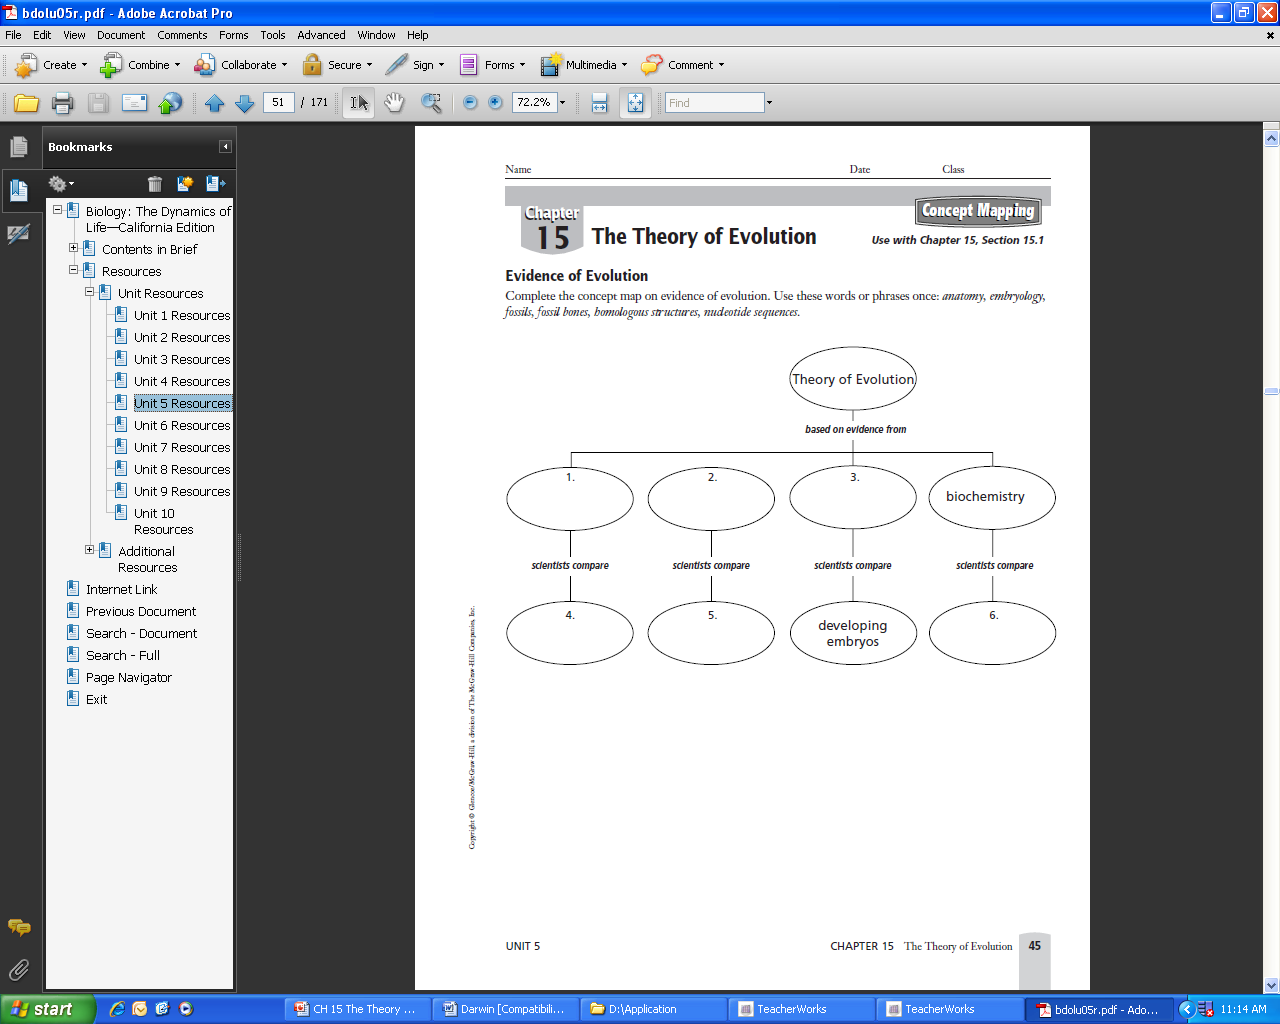 bdolu05r.pdf - Adobe Acrobat Pro
File Edit View Document Comments Forms Tools Advanced Window Help
Create Combine Collaborate Secure Sign Forms Multimedia Comment
51 / 171 72.2% Find
Bookmarks
Biology: The Dynamics of
Life—California Edition
Contents in Brief
Resources
Unit Resources
Unit 1 Resources
Unit 2 Resources
Unit 3 Resources
Unit 4 Resources
Unit 5 Resources
Unit 6 Resources
Unit 7 Resources
Unit 8 Resources
Unit 9 Resources
Unit 10
Resources
Additional
Resources
Internet Link
Previous Document
Search - Document
Search - Full
Page Navigator
Exit
Name Date Class
Chapter
15 The Theory of Evolution
Concept Mapping
Use with Chapter 15, Section 15.1
Evidence of Evolution
Complete the concept map on evidence of evolution. Use these words or phrases once: anatomy, embryology,
fossils, fossil bones, homologous structures, nucleotide sequences.
Theory of Evolution
based on evidence from
1. 2. 3. biochemistry
scientists compare scientists compare scientists compare scientists compare
4. 5. developing
embryos 6.
Copyright © Glencoe/McGraw-Hill, a division of The McGraw-Hill Companies, Inc.
UNIT 5 CHAPTER 15 The Theory of Evolution 45
start CH 15 The Theory ... Darwin [Compatibili... D:\Application TeacherWorks TeacherWorks bdolu05r.pdf - Ado... 11:14 AM